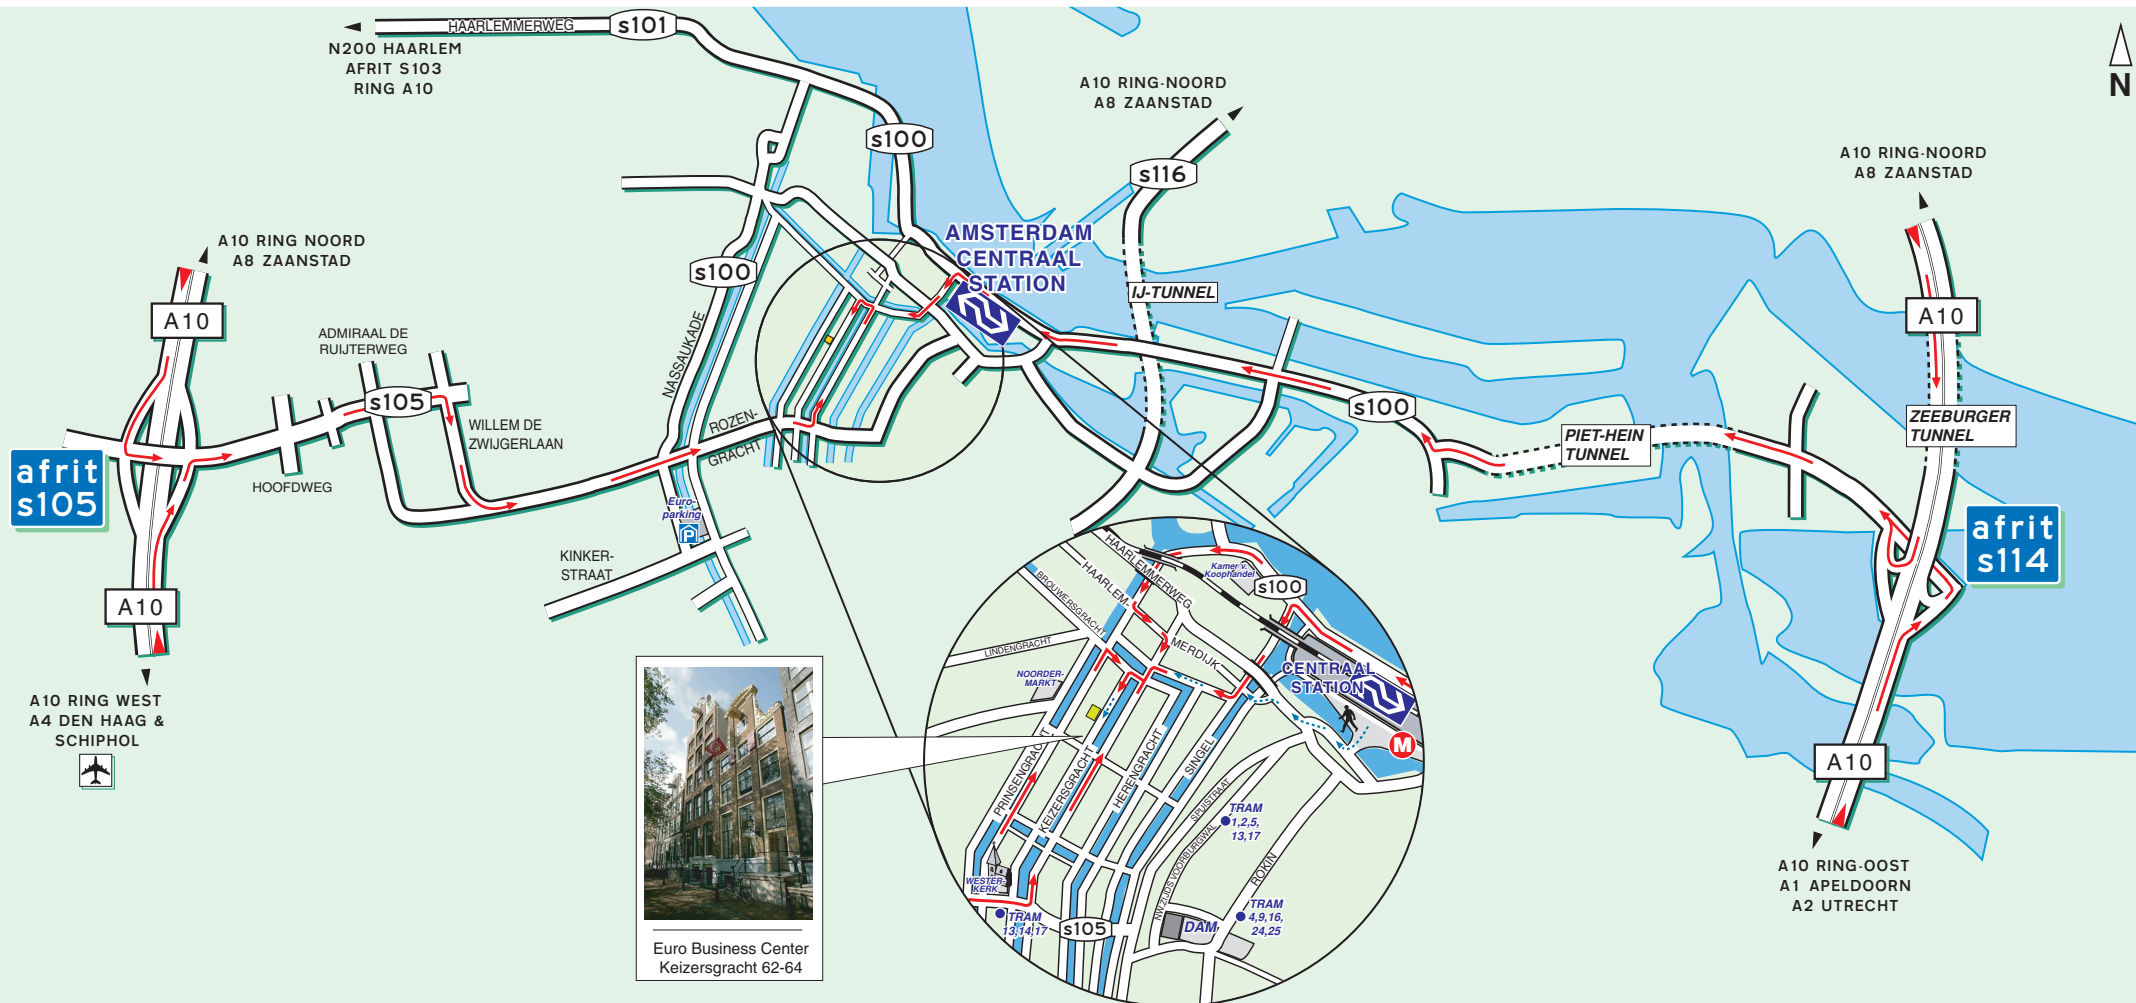 HAARLEMMERWEG
s101
N200 HAARLEM
AFRIT S103
RING A10
s100
A10 RING-NOORD
A8 ZAANSTAD
s116
N
A10 RING-NOORD
A8 ZAANSTAD
A10 RING NOORD
A8 ZAANSTAD
A10
ADMIRAAL DE
RUIJTERWEG
s105
NASSAUKADE
s100
AMSTERDAM
CENTRAAL
STATION
IJ-TUNNEL
A10
s100
PIET-HEIN
TUNNEL
ZEEBURGER
TUNNEL
WILLEM DE
ZWIJGERLAAN
ROZEN-
GRACHT
HOOFDWEG
afrit
s105
Euro-
parking
P
KINKER-
STRAAT
A10
A10 RING WEST
A4 DEN HAAG &
SCHIPHOL
afrit
s114
A10
A10 RING-OOST
A1 APELDOORN
A2 UTRECHT
HAARLEMMERWEG
HAARLEM-
MERDIJK
BROUWERSGRACHT
LINDENGRACHT
Kamer v.
Koophandel
s100
NOORDER-
MARKT
CENTRAAL
STATION
M
PRINSENGRACHT
KEIZERSGRACHT
HERENGRACHT
SINGEL
SPUISTRAAT
NW ZIJDS VOORBURGWAL
ROKIN
TRAM
1,2,5,
13,17
WESTER-
KERK
TRAM
13,14,17
s105
DAM
TRAM
4,9,16,
24,25
Euro Business Center
Keizersgracht 62-64